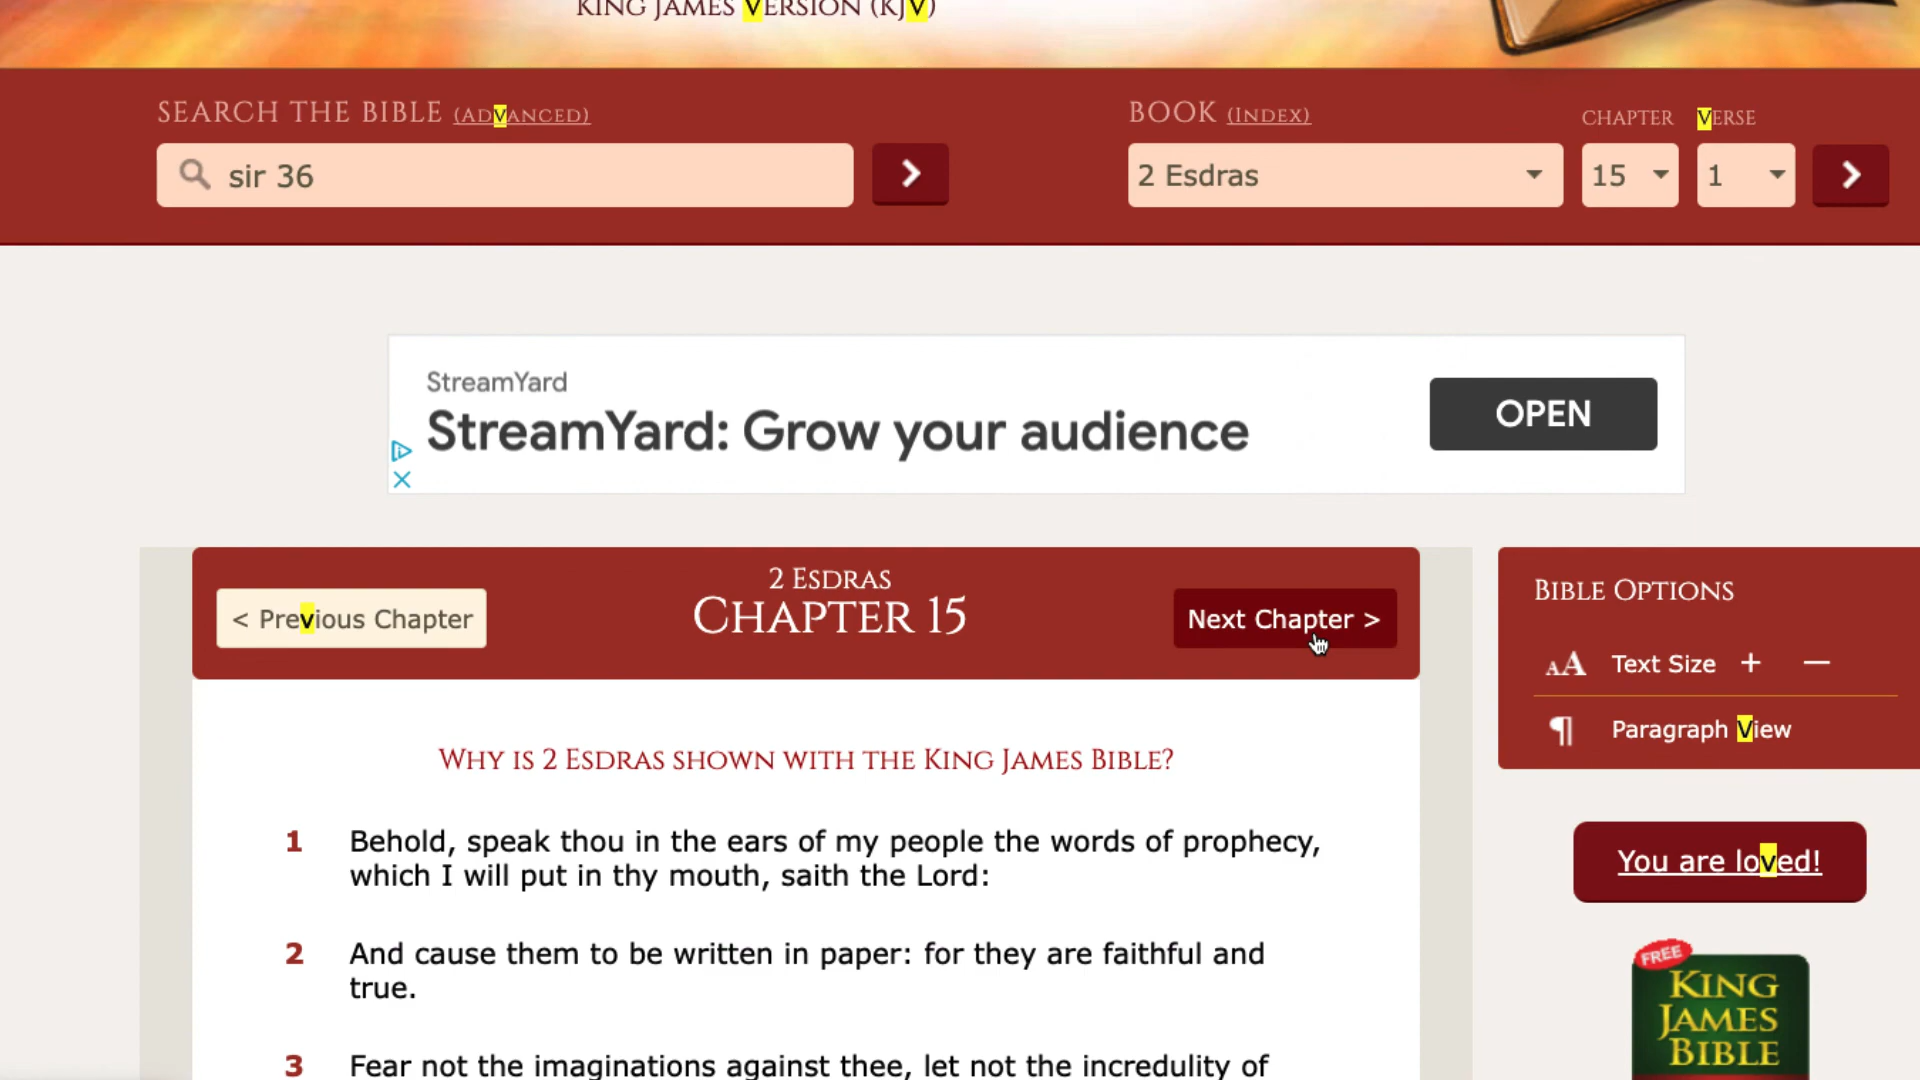 KING JAMES VERSION (KJV)
SEARCH THE BIBLE (ADVANCED)
BOOK (INDEX)
CHAPTER
VERSE
sir 36
2 Esdras
15
1
StreamYard
StreamYard: Grow your audience
OPEN
< Previous Chapter
2 ESDRAS
CHAPTER 15
Next Chapter >
BIBLE OPTIONS
AA Text Size + −
¶ Paragraph View
WHY IS 2 ESDRAS SHOWN WITH THE KING JAMES BIBLE?
1 Behold, speak thou in the ears of my people the words of prophecy,
which I will put in thy mouth, saith the Lord:
You are loved!
2 And cause them to be written in paper: for they are faithful and
true.
FREE
KING
JAMES
BIBLE
3 Fear not the imaginations against thee, let not the incredulity of